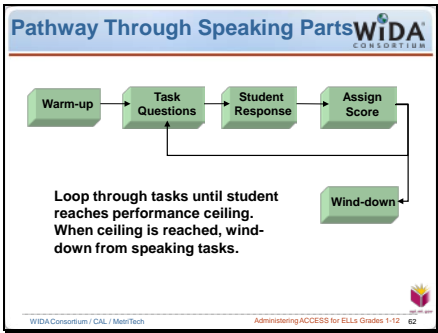 Pathway Through Speaking Parts
WIDA
CONSORTIUM
Warm-up
Task
Questions
Student
Response
Assign
Score
Wind-down
Loop through tasks until student
reaches performance ceiling.
When ceiling is reached, wind-
down from speaking tasks.
WIDA Consortium / CAL / MetriTech
Administering ACCESS for ELLs Grades 1-12
62